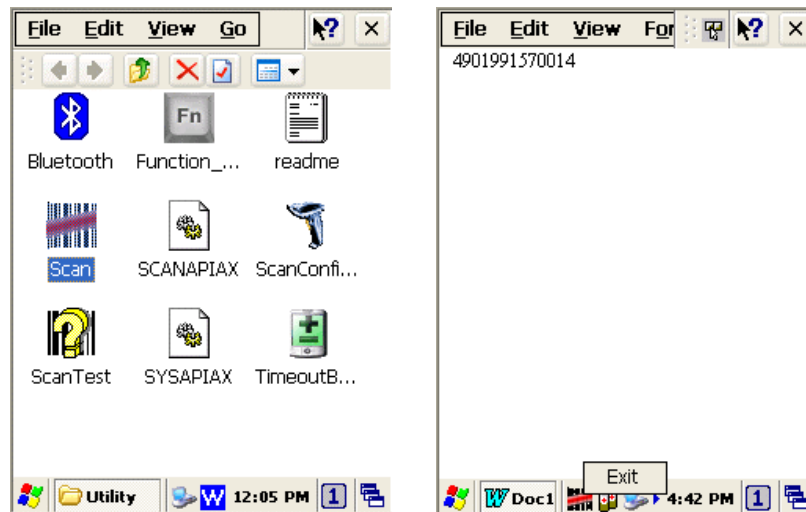 File Edit View Go
Fn
Bluetooth Function_... readme
Scan SCANAPIAX ScanConfi...
ScanTest SYSAPIAX TimeoutB...
Utility W 12:05 PM 1
File Edit View For
4901991570014
Exit
W Doc1 4:42 PM 1